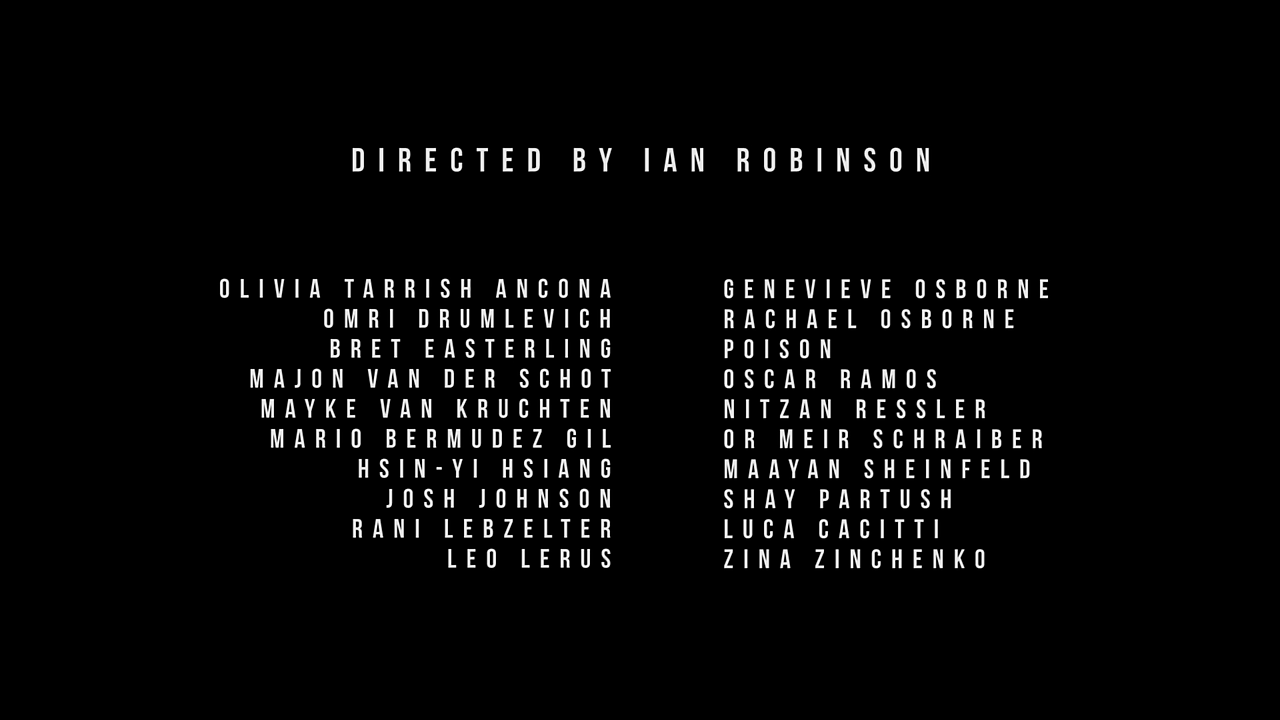 DIRECTED BY IAN ROBINSON
OLIVIA TARRISH ANCONA
OMRI DRUMLEVICH
BRET EASTERLING
MAJON VAN DER SCHOT
MAYKE VAN KRUCHTEN
MARIO BERMUDEZ GIL
HSIN-YI HSIANG
JOSH JOHNSON
RANI LEBZELTER
LEO LERUS
GENEVIEVE OSBORNE
RACHAEL OSBORNE
POISON
OSCAR RAMOS
NITZAN RESSLER
OR MEIR SCHRAIBER
MAAYAN SHEINFELD
SHAY PARTUSH
LUCA CACITTI
ZINA ZINCHENKO